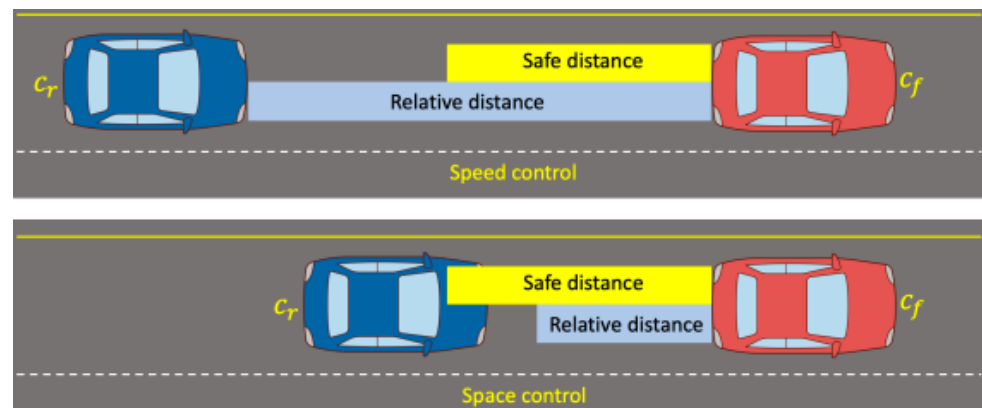 Safe distance
c_r Relative distance c_f
Speed control
Safe distance
c_r Relative distance c_f
Space control